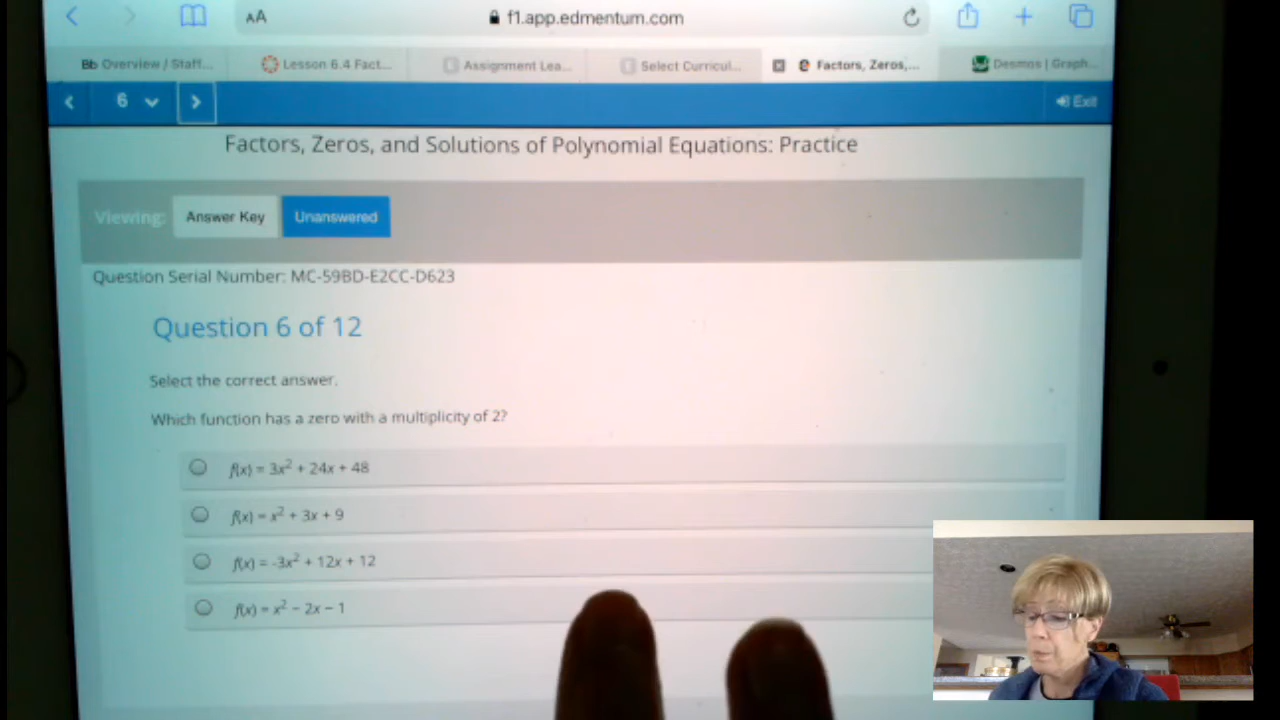 AA
f1.app.edmentum.com
Bb Overview / Staff...
Lesson 6.4 Fact...
Assignment Lea...
Select Curricul...
Factors, Zeros,...
Desmos | Graph...
6
Exit
Factors, Zeros, and Solutions of Polynomial Equations: Practice
Viewing: Answer Key Unanswered
Question Serial Number: MC-59BD-E2CC-D623
Question 6 of 12
Select the correct answer.
Which function has a zero with a multiplicity of 2?
f(x) = 3x² + 24x + 48
f(x) = x² + 3x + 9
f(x) = -3x² + 12x + 12
f(x) = x² − 2x − 1